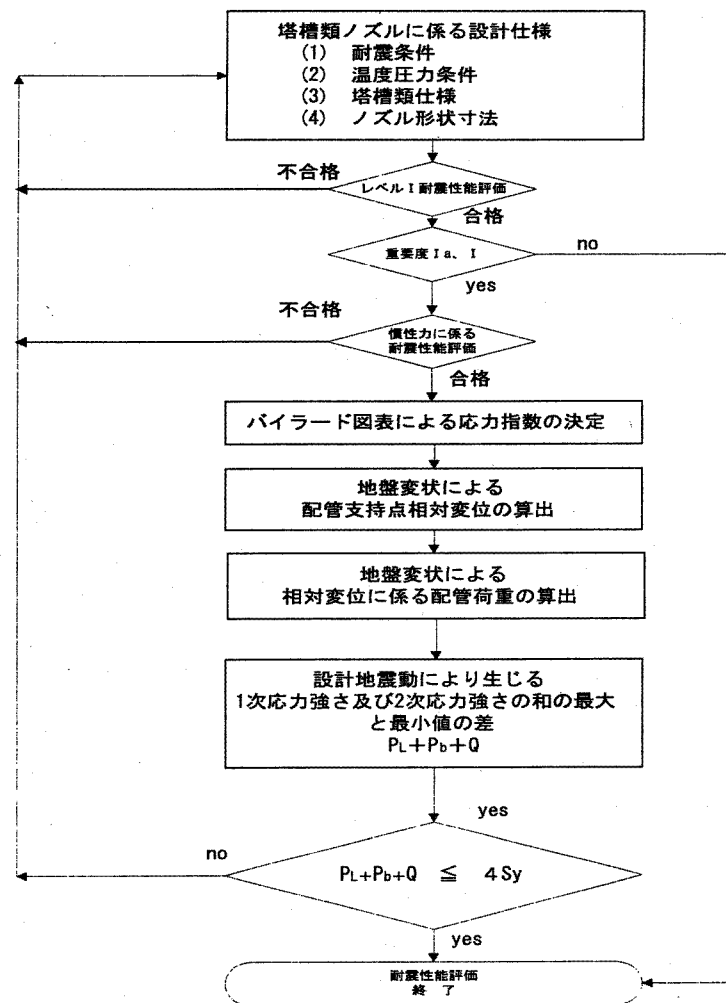 塔槽類ノズルに係る設計仕様
(1) 耐震条件
(2) 温度圧力条件
(3) 塔槽類仕様
(4) ノズル形状寸法
不合格
レベルⅠ耐震性能評価
合格
重要度Ⅰa、Ⅰ
no
yes
不合格
慣性力に係る
耐震性能評価
合格
バイラード図表による応力指数の決定
地盤変状による
配管支持点相対変位の算出
地盤変状による
相対変位に係る配管荷重の算出
設計地震動により生じる
1次応力強さ及び2次応力強さの和の最大
と最小値の差
PL+Pb+Q
yes
no
PL+Pb+Q ≦ 4Sy
yes
耐震性能評価
終 了